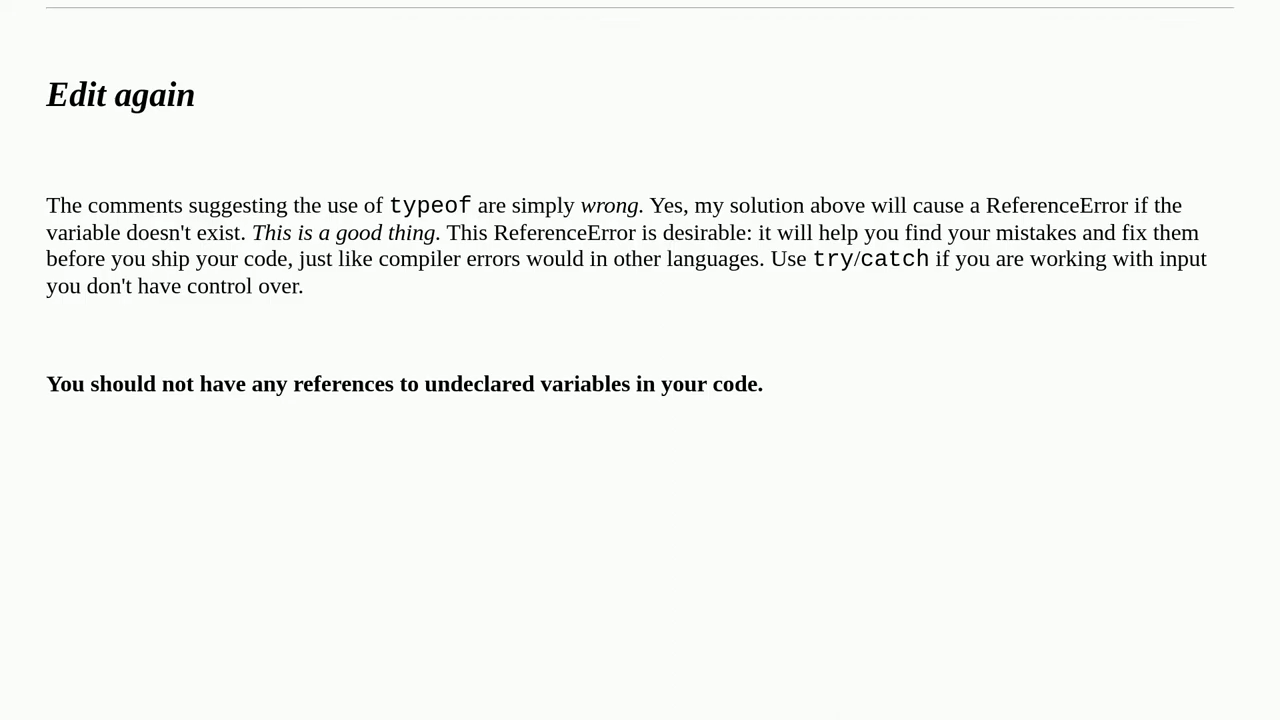 Edit again
The comments suggesting the use of typeof are simply wrong. Yes, my solution above will cause a ReferenceError if the
variable doesn't exist. This is a good thing. This ReferenceError is desirable: it will help you find your mistakes and fix them
before you ship your code, just like compiler errors would in other languages. Use try/catch if you are working with input
you don't have control over.
You should not have any references to undeclared variables in your code.